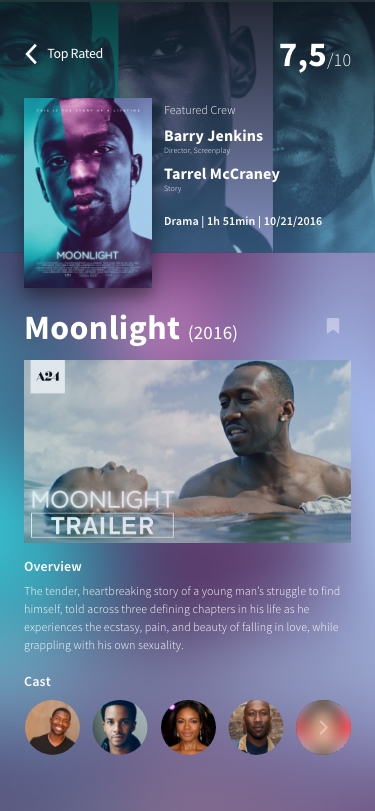 Top Rated
7,5/10
THIS IS THE STORY OF A LIFETIME
MOONLIGHT
Featured Crew
Barry Jenkins
Director, Screenplay
Tarrel McCraney
Story
Drama | 1h 51min | 10/21/2016
Moonlight (2016)
A24
MOONLIGHT
TRAILER
Overview
The tender, heartbreaking story of a young man’s struggle to find
himself, told across three defining chapters in his life as he
experiences the ecstasy, pain, and beauty of falling in love, while
grappling with his own sexuality.
Cast